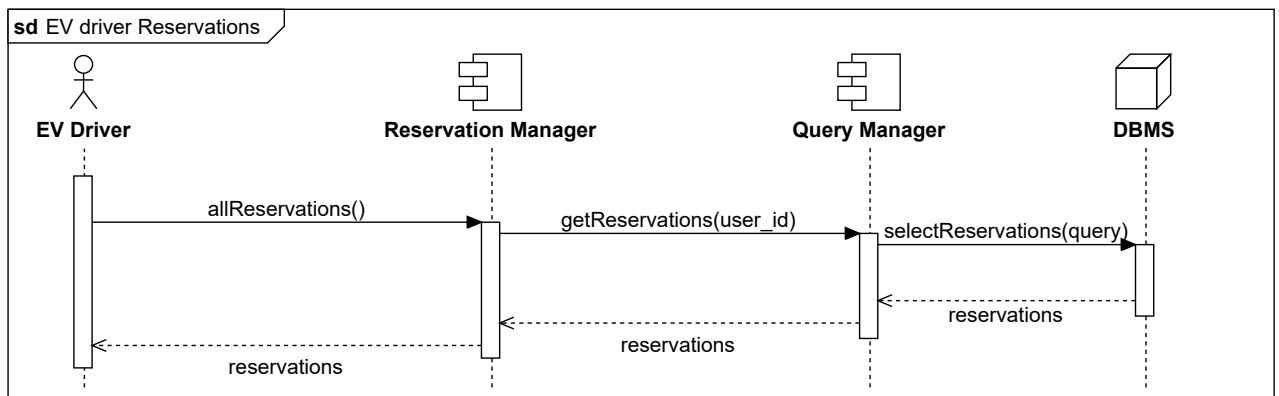 sd EV driver Reservations
EV Driver
Reservation Manager
Query Manager
DBMS
allReservations()
getReservations(user_id)
selectReservations(query)
reservations
reservations
reservations